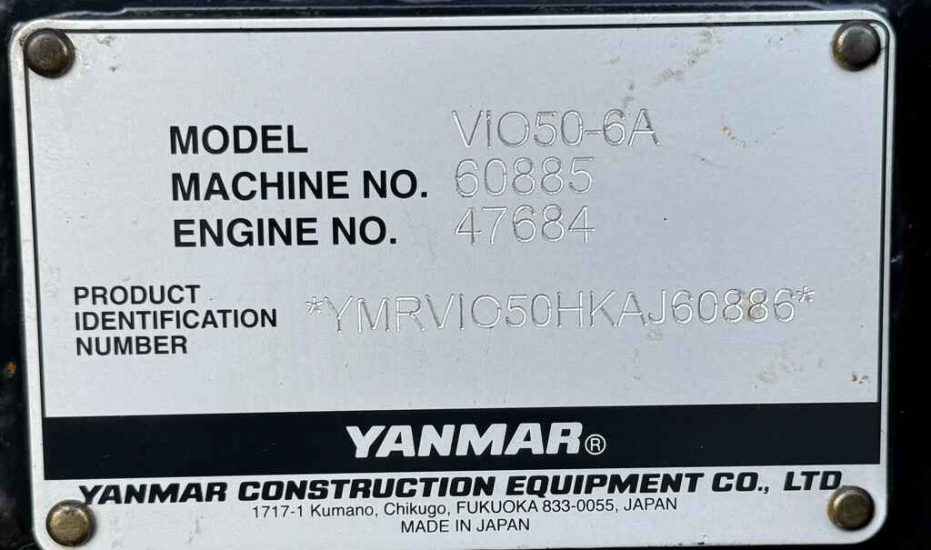 MODEL VIO50-6A
MACHINE NO. 60885
ENGINE NO. 47684
PRODUCT
IDENTIFICATION
NUMBER
*YMRVIO50HKAJ60886*
YANMAR®
YANMAR CONSTRUCTION EQUIPMENT CO., LTD
1717-1 Kumano, Chikugo, FUKUOKA 833-0055, JAPAN
MADE IN JAPAN